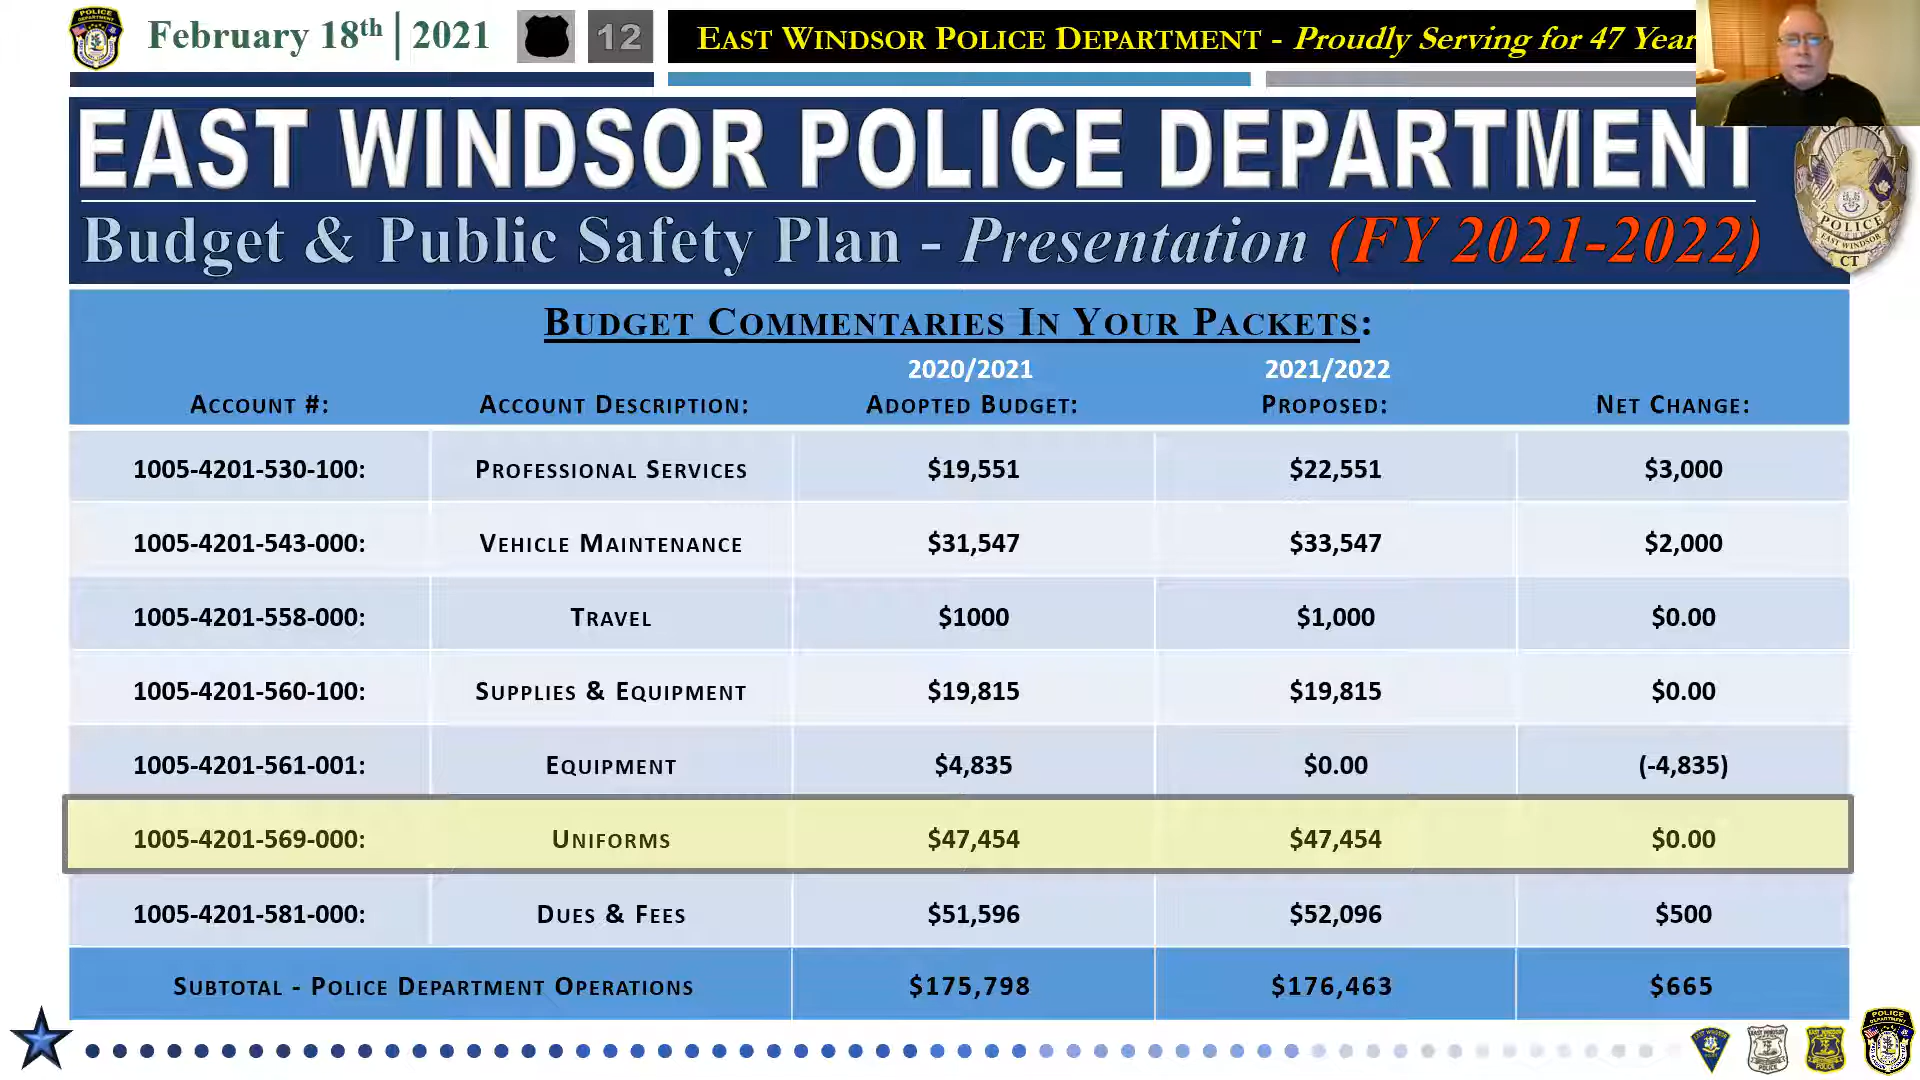 February 18th | 2021
12
EAST WINDSOR POLICE DEPARTMENT - Proudly Serving for 47 Year
EAST WINDSOR POLICE DEPARTMENT
Budget & Public Safety Plan - Presentation (FY 2021-2022)
POLICE
EAST WINDSOR
CT
BUDGET COMMENTARIES IN YOUR PACKETS:
2020/2021 2021/2022
ACCOUNT #: ACCOUNT DESCRIPTION: ADOPTED BUDGET: PROPOSED: NET CHANGE:
1005-4201-530-100: PROFESSIONAL SERVICES $19,551 $22,551 $3,000
1005-4201-543-000: VEHICLE MAINTENANCE $31,547 $33,547 $2,000
1005-4201-558-000: TRAVEL $1000 $1,000 $0.00
1005-4201-560-100: SUPPLIES & EQUIPMENT $19,815 $19,815 $0.00
1005-4201-561-001: EQUIPMENT $4,835 $0.00 (-4,835)
1005-4201-569-000: UNIFORMS $47,454 $47,454 $0.00
1005-4201-581-000: DUES & FEES $51,596 $52,096 $500
SUBTOTAL - POLICE DEPARTMENT OPERATIONS $175,798 $176,463 $665